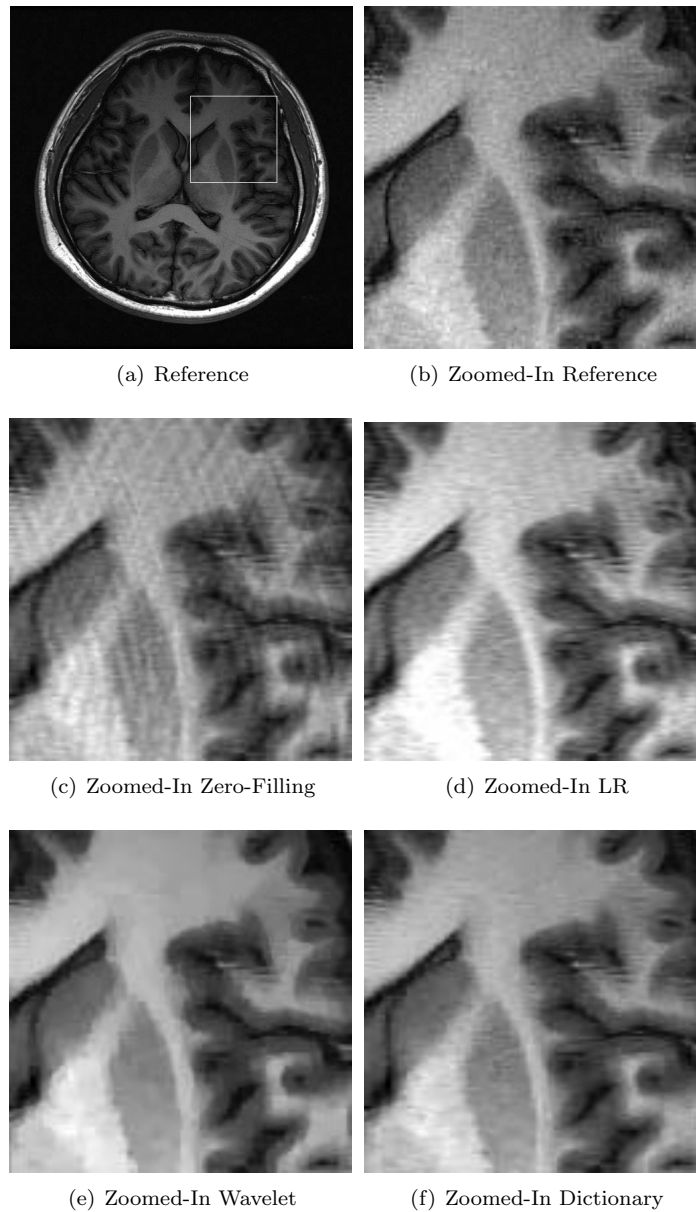 (a) Reference
(b) Zoomed-In Reference
(c) Zoomed-In Zero-Filling
(d) Zoomed-In LR
(e) Zoomed-In Wavelet
(f) Zoomed-In Dictionary